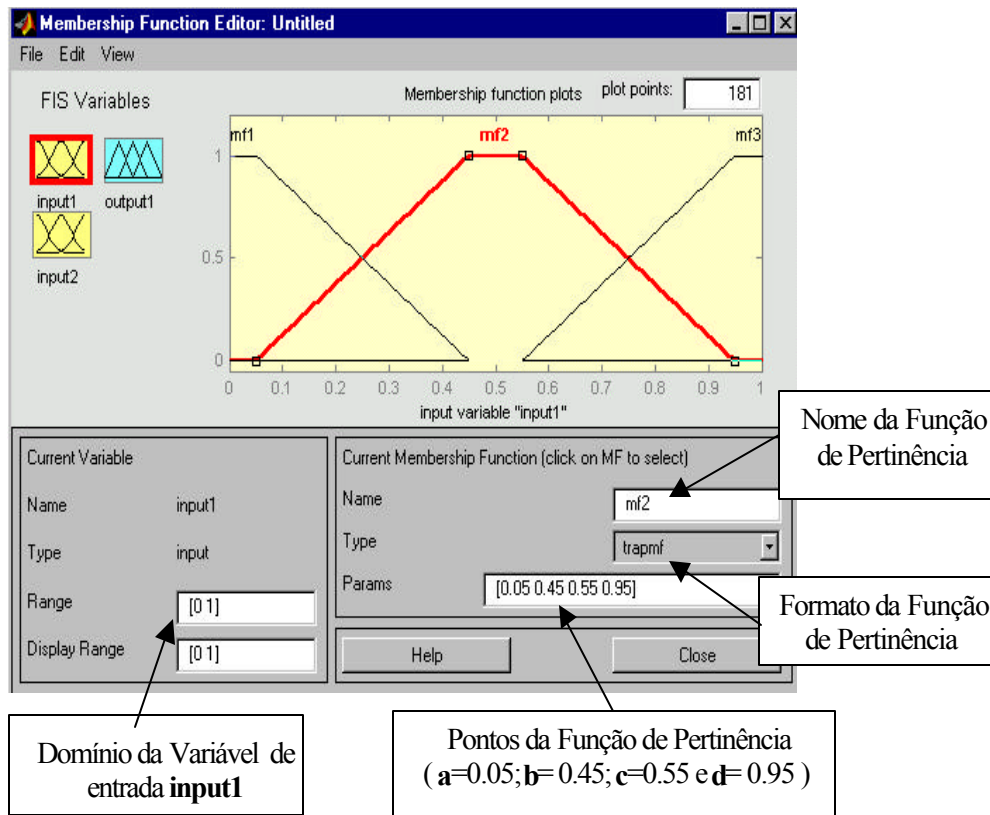 Membership Function Editor: Untitled
File Edit View
FIS Variables
Membership function plots plot points: 181
input1 output1
input2
mf1 mf2 mf3
1
0.5
0
0 0.1 0.2 0.3 0.4 0.5 0.6 0.7 0.8 0.9 1
input variable "input1"
Nome da Função
de Pertinência
Current Variable
Name input1
Type input
Range [0 1]
Display Range [0 1]
Current Membership Function (click on MF to select)
Name mf2
Type trapmf
Params [0.05 0.45 0.55 0.95]
Help Close
Formato da Função
de Pertinência
Domínio da Variável de
entrada input1
Pontos da Função de Pertinência
( a=0.05; b= 0.45; c=0.55 e d= 0.95 )